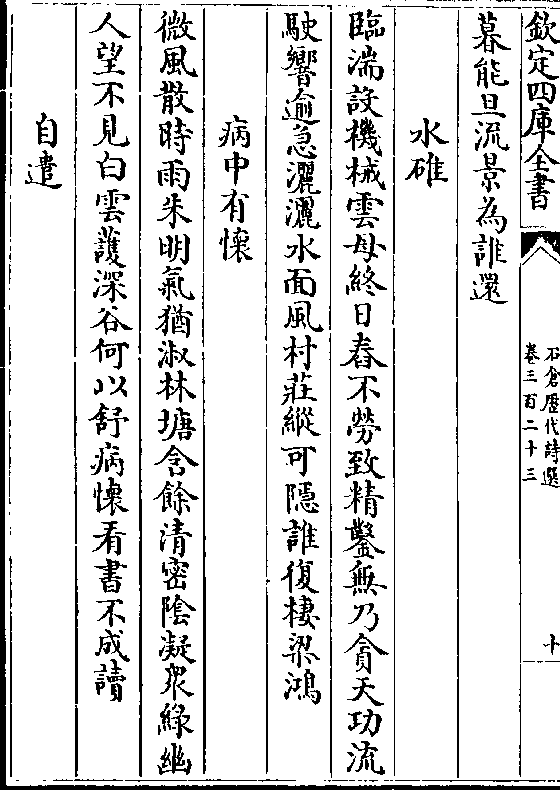 欽定四庫全書
石倉歷代詩選
卷三百二十三
十
暮能旦流景為誰還
水碓
臨湍設機械雲母終日舂不勞致精鑿無乃貪天功流
駛響逾急灑灑水面風村莊縱可隱誰復棲梁鴻
病中有懷
微風散時雨朱明氣猶淑林塘含餘清密陰凝衆綠幽
人望不見白雲護深谷何以舒病懷看書不成讀
自遣